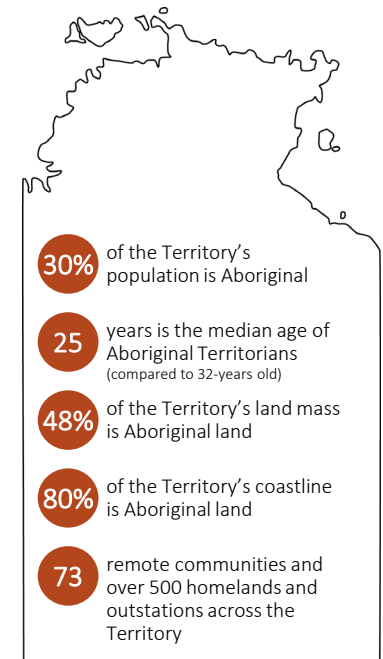 30%
of the Territory's
population is Aboriginal
25
years is the median age of
Aboriginal Territorians
(compared to 32-years old)
48%
of the Territory's land mass
is Aboriginal land
80%
of the Territory's coastline
is Aboriginal land
73
remote communities and
over 500 homelands and
outstations across the
Territory